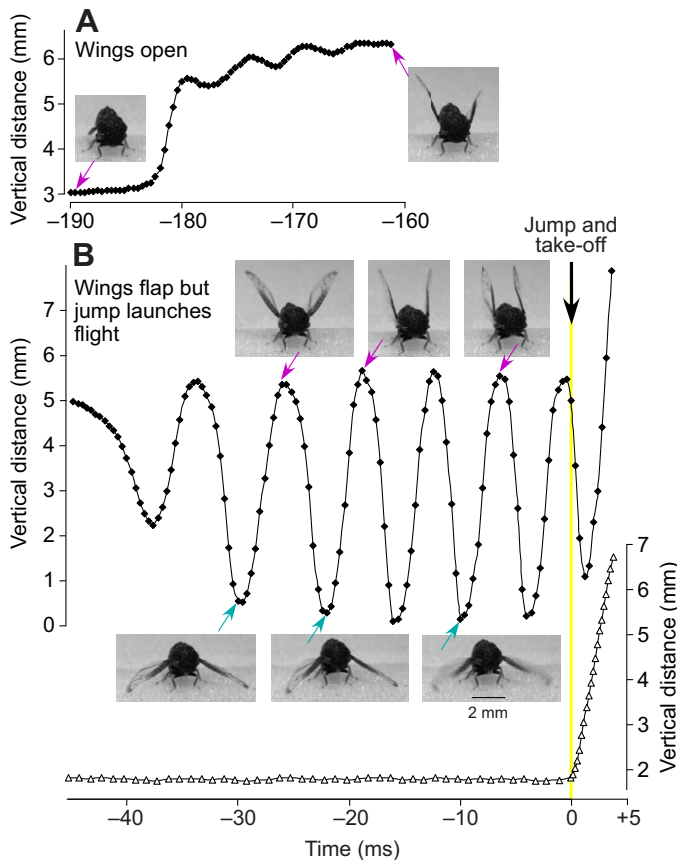 A
Wings open
Vertical distance (mm)
6
5
4
3
–190
–180
–170
–160
B
Wings flap but
jump launches
flight
Jump and
take-off
Vertical distance (mm)
7
6
5
4
3
2
1
0
2 mm
7
6
5
4
3
2
Vertical distance (mm)
–40
–30
–20
–10
0
+5
Time (ms)